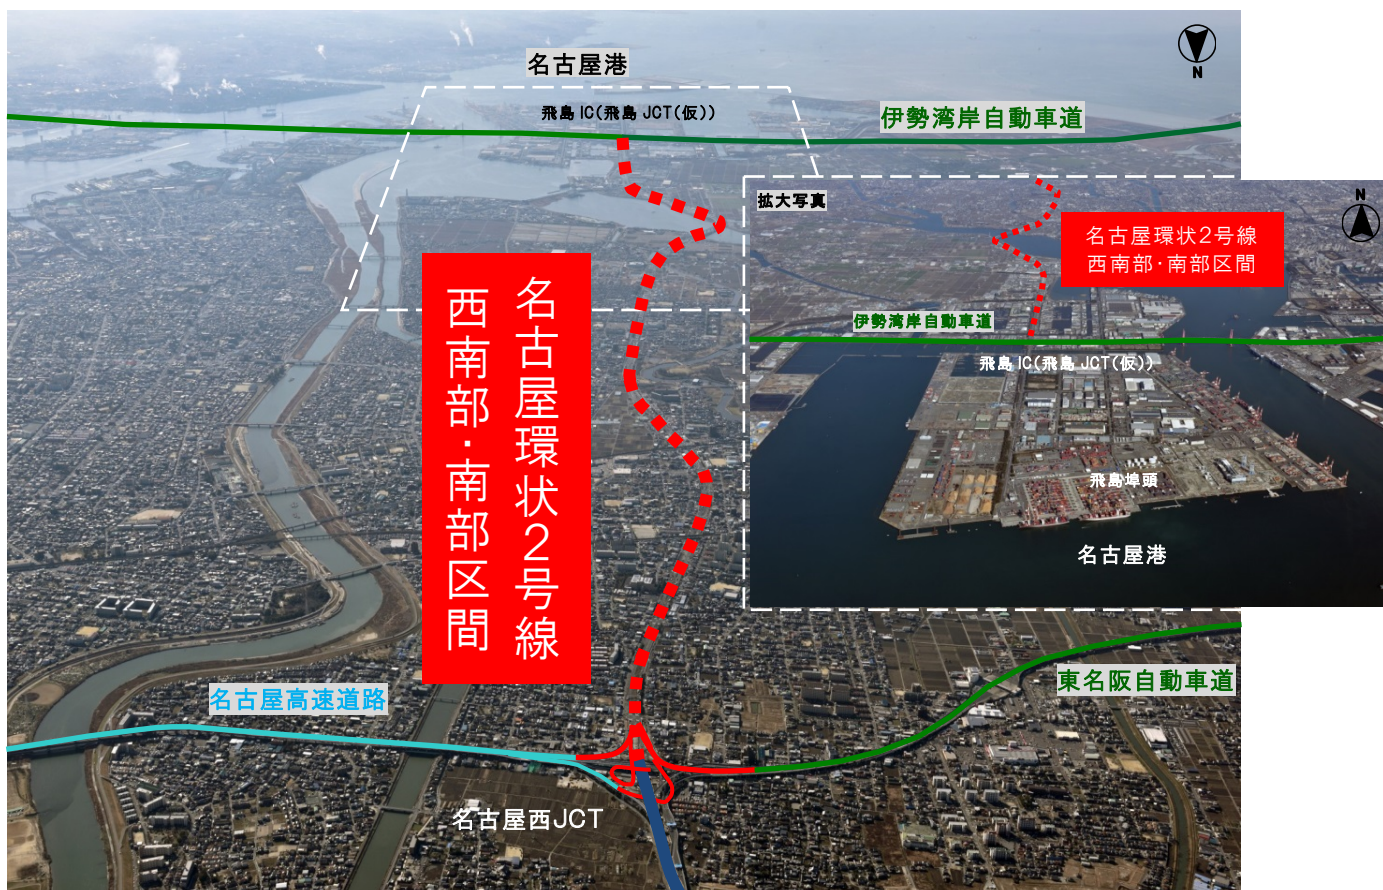 名古屋港
N
飛島 IC(飛島 JCT(仮))
伊勢湾岸自動車道
拡大写真
N
名古屋環状2号線
西南部・南部区間
伊勢湾岸自動車道
飛島 IC(飛島 JCT(仮))
飛島埠頭
名古屋港
名古屋環状2号線
西南部・南部区間
名古屋高速道路
東名阪自動車道
名古屋西JCT